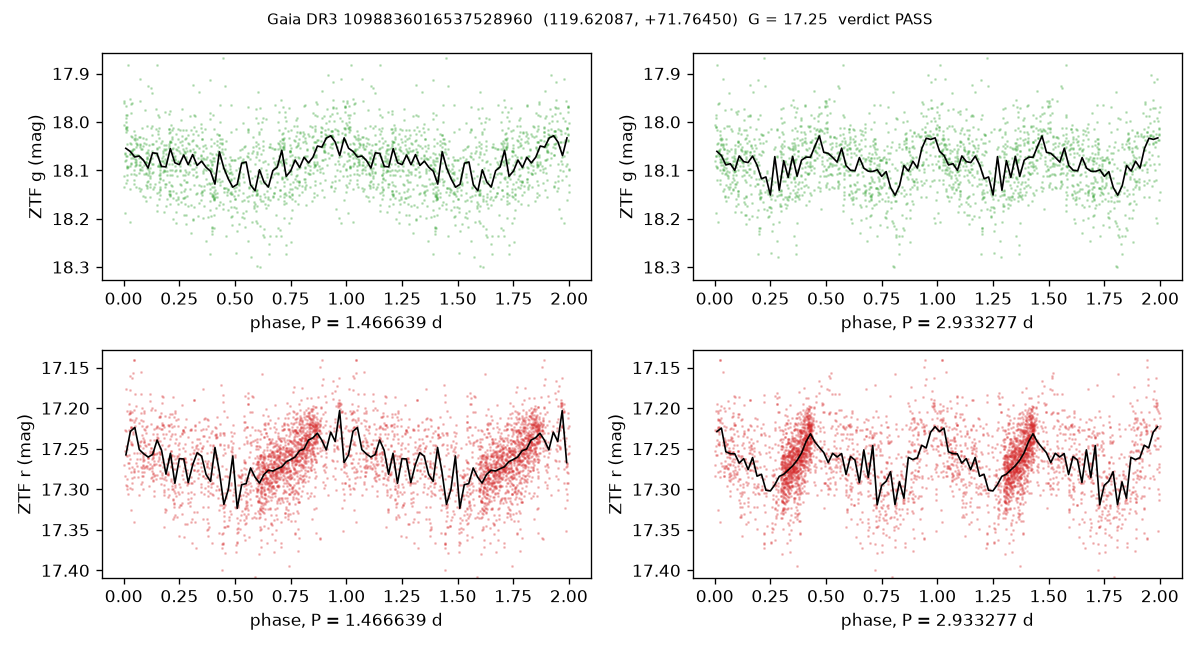 Gaia DR3 1098836016537528960 (119.62087, +71.76450) G = 17.25 verdict PASS
ZTF g (mag)
17.9
18.0
18.1
18.2
18.3
0.00 0.25 0.50 0.75 1.00 1.25 1.50 1.75 2.00
phase, P = 1.466639 d
ZTF g (mag)
17.9
18.0
18.1
18.2
18.3
0.00 0.25 0.50 0.75 1.00 1.25 1.50 1.75 2.00
phase, P = 2.933277 d
ZTF r (mag)
17.15
17.20
17.25
17.30
17.35
17.40
0.00 0.25 0.50 0.75 1.00 1.25 1.50 1.75 2.00
phase, P = 1.466639 d
ZTF r (mag)
17.15
17.20
17.25
17.30
17.35
17.40
0.00 0.25 0.50 0.75 1.00 1.25 1.50 1.75 2.00
phase, P = 2.933277 d